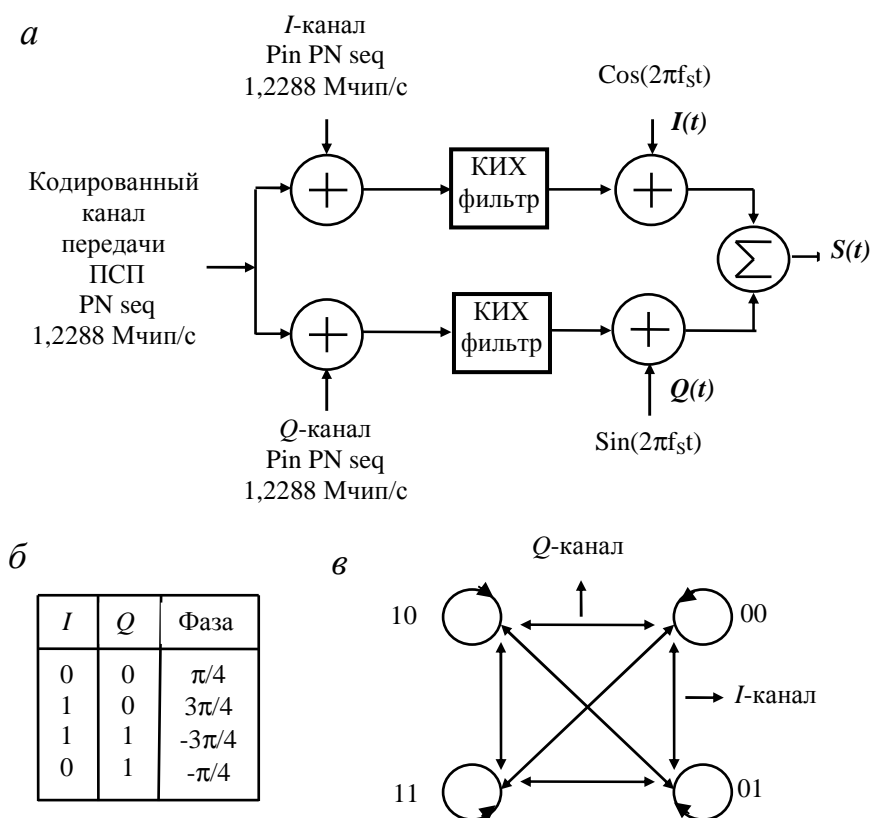 а
I-канал
Pin PN seq
1,2288 Мчип/с
Cos(2πfSt)
I(t)
КИХ
фильтр
Кодированный
канал
передачи
ПСП
PN seq
1,2288 Мчип/с
Σ
S(t)
КИХ
фильтр
Q(t)
Sin(2πfSt)
Q-канал
Pin PN seq
1,2288 Мчип/с
б
I Q Фаза
0 0 π/4
1 0 3π/4
1 1 -3π/4
0 1 -π/4
в
Q-канал
10
00
I-канал
11
01